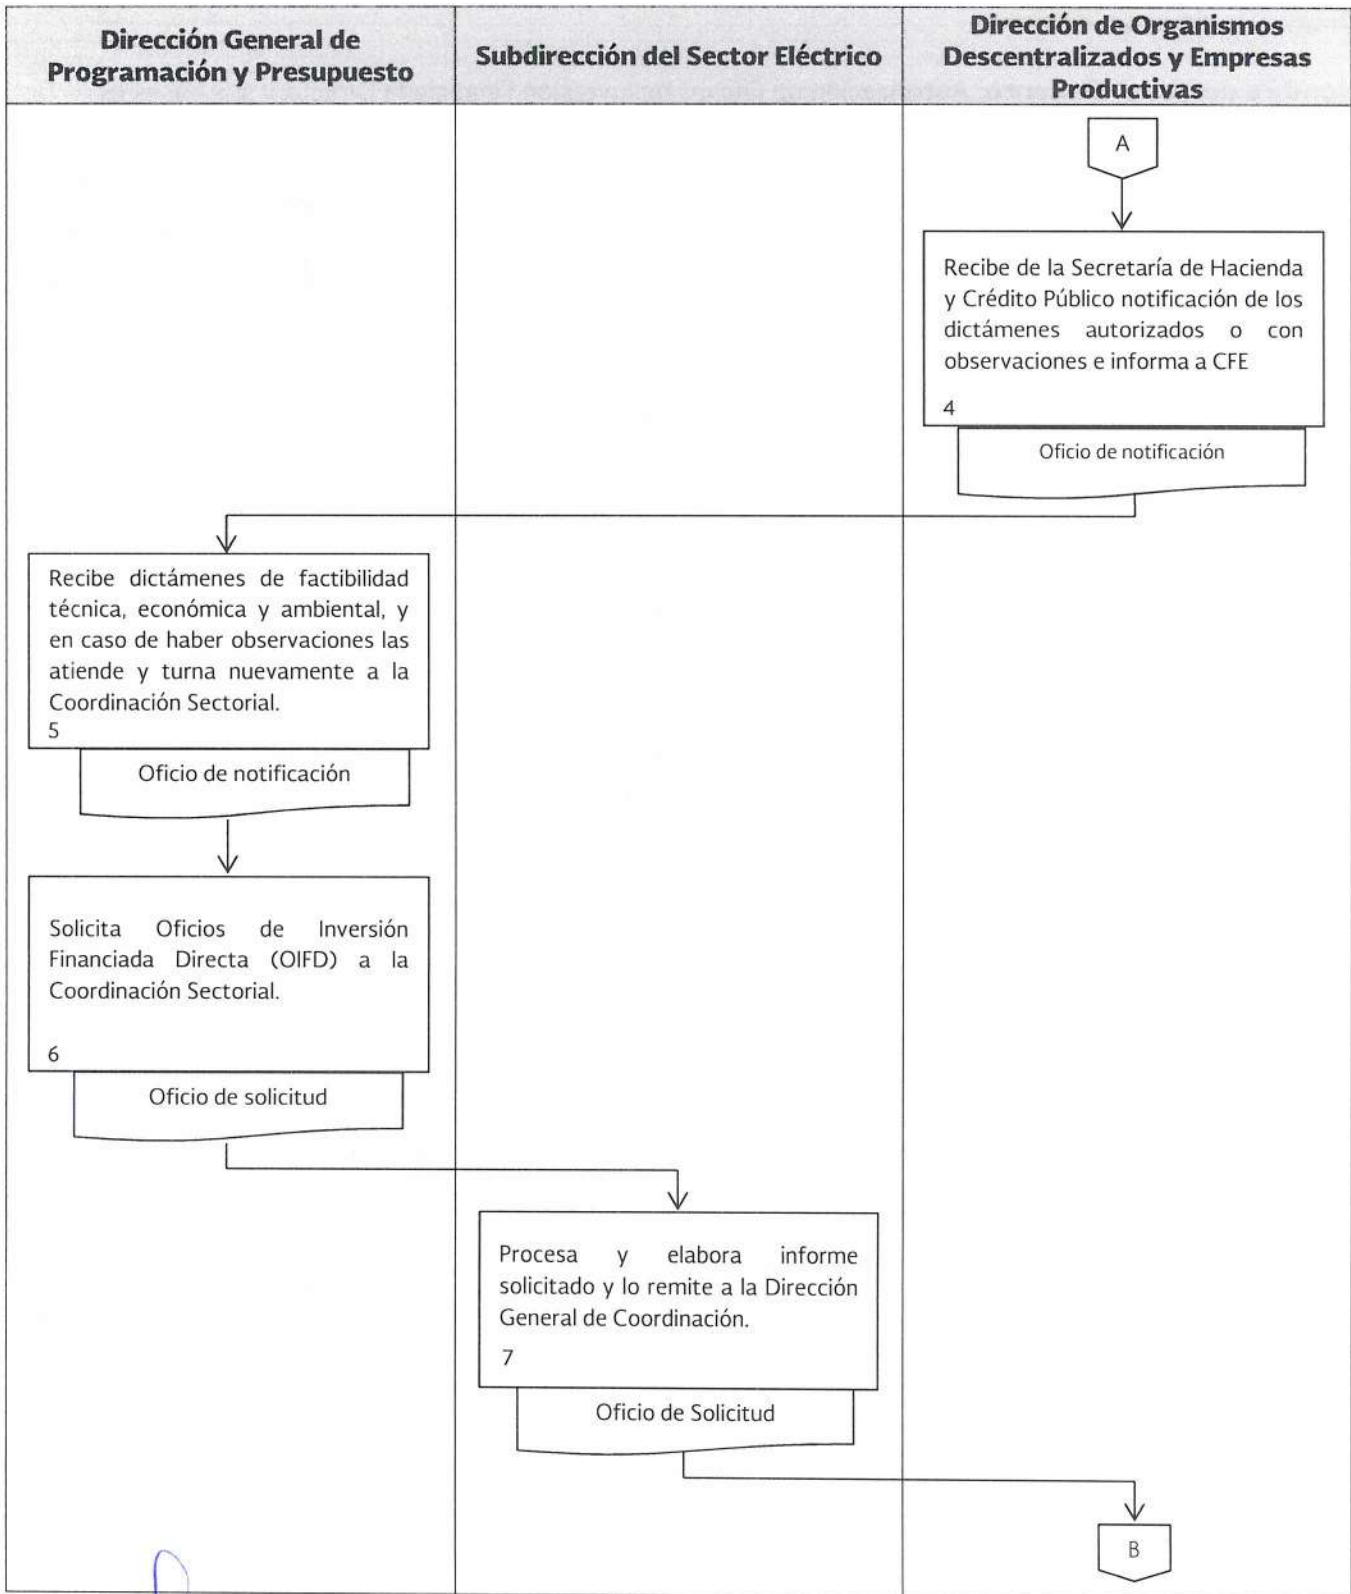 Dirección General de
Programación y Presupuesto
Subdirección del Sector Eléctrico
Dirección de Organismos
Descentralizados y Empresas
Productivas
A
Recibe de la Secretaría de Hacienda
y Crédito Público notificación de los
dictámenes autorizados o con
observaciones e informa a CFE
4
Oficio de notificación
Recibe dictámenes de factibilidad
técnica, económica y ambiental, y
en caso de haber observaciones las
atiende y turna nuevamente a la
Coordinación Sectorial.
5
Oficio de notificación
Solicita Oficios de Inversión
Financiada Directa (OIFD) a la
Coordinación Sectorial.
6
Oficio de solicitud
Procesa y elabora informe
solicitado y lo remite a la Dirección
General de Coordinación.
7
Oficio de Solicitud
B